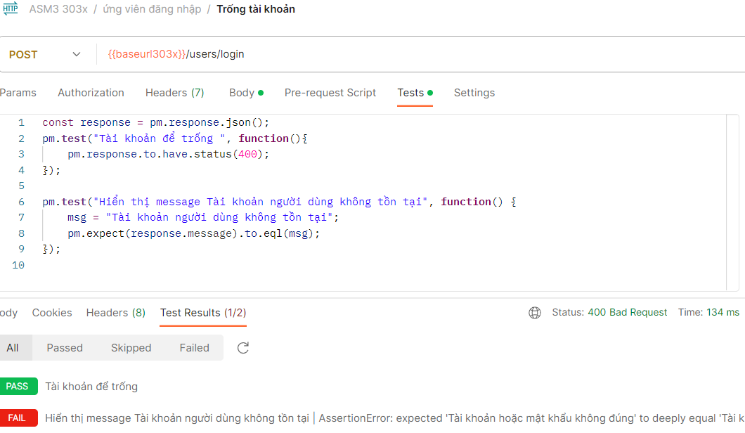 HTTP ASM3 303x / ứng viên đăng nhập / Trống tài khoản
POST {{baseurl303x}}/users/login
Params Authorization Headers (7) Body Pre-request Script Tests Settings
1 const response = pm.response.json();
2 pm.test("Tài khoản để trống ", function(){
3 pm.response.to.have.status(400);
4 });
5
6 pm.test("Hiển thị message Tài khoản người dùng không tồn tại", function() {
7 msg = "Tài khoản người dùng không tồn tại";
8 pm.expect(response.message).to.eql(msg);
9 });
10
ody Cookies Headers (8) Test Results (1/2) Status: 400 Bad Request Time: 134 ms
All Passed Skipped Failed
PASS Tài khoản để trống
FAIL Hiển thị message Tài khoản người dùng không tồn tại | AssertionError: expected 'Tài khoản hoặc mật khẩu không đúng' to deeply equal 'Tài k